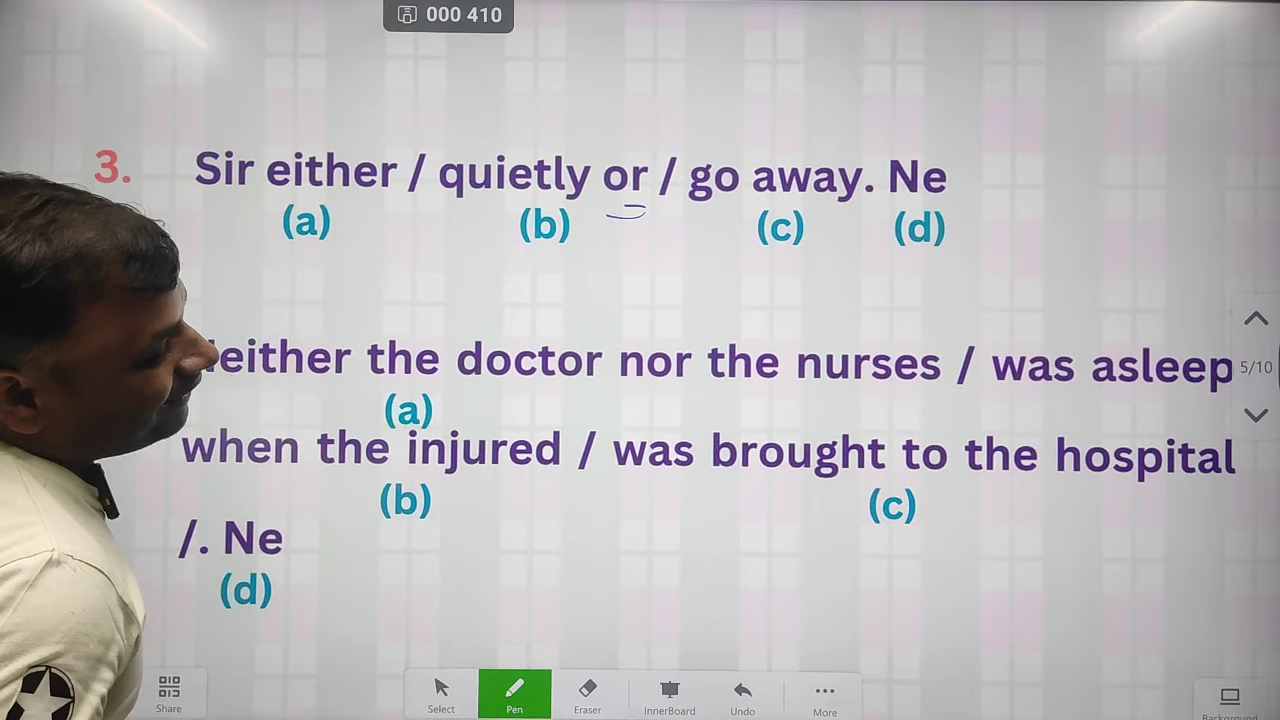 000 410
3. Sir either / quietly or / go away. Ne
(a) (b) (c) (d)
the doctor nor the nurses / was asleep
(a)
when the injured / was brought to the hospital
(b) (c)
/. Ne
(d)
5/10
Share
Select Pen Eraser InnerBoard Undo More